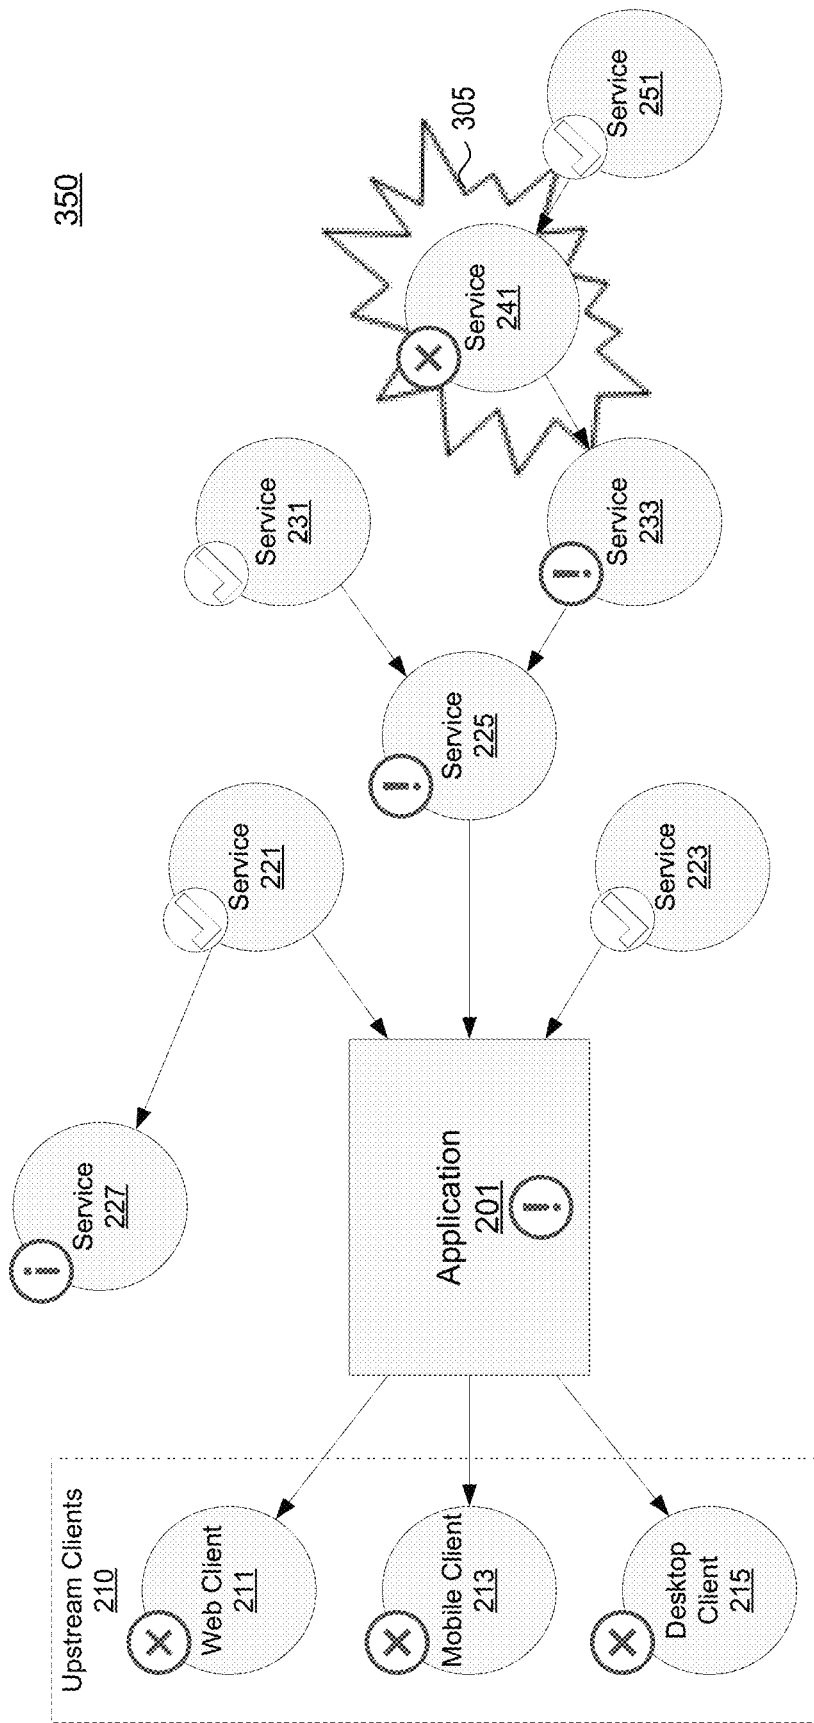 350
Upstream Clients
210
Web Client
211
Mobile Client
213
Desktop
Client
215
Application
201
Service
227
Service
221
Service
223
Service
225
Service
231
Service
233
Service
241
305
Service
251